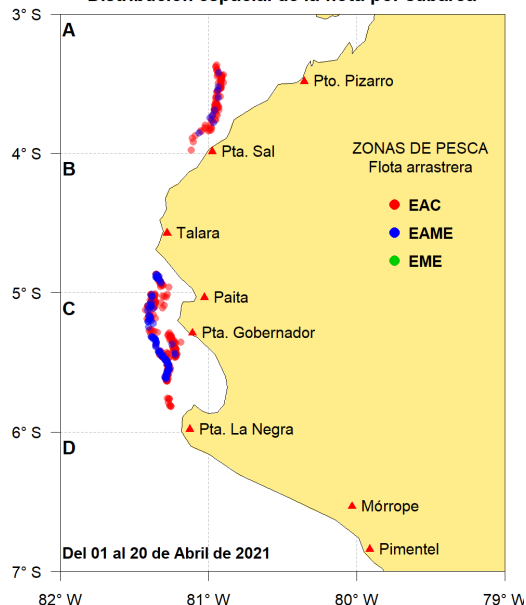 Distribución espacial de la flota por subárea
3° S
A
Pto. Pizarro
4° S
Pta. Sal
B
ZONAS DE PESCA
Flota arrastrera
EAC
EAME
EME
Talara
5° S
Paita
C
Pta. Gobernador
6° S
Pta. La Negra
D
Mórrope
Del 01 al 20 de Abril de 2021
Pimentel
7° S
82° W 81° W 80° W 79° W